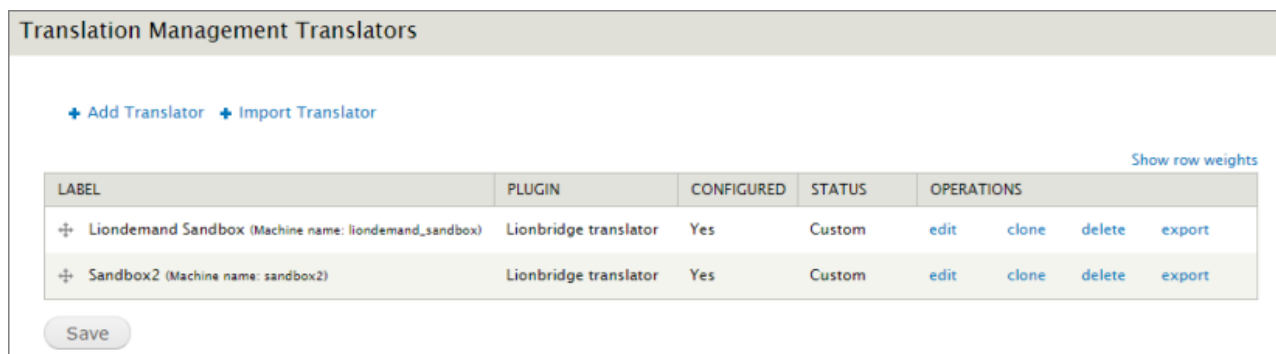 Translation Management Translators
Add Translator Import Translator
Show row weights
LABEL PLUGIN CONFIGURED STATUS OPERATIONS
Liondemand Sandbox (Machine name: liondemand_sandbox) Lionbridge translator Yes Custom edit clone delete export
Sandbox2 (Machine name: sandbox2) Lionbridge translator Yes Custom edit clone delete export
Save